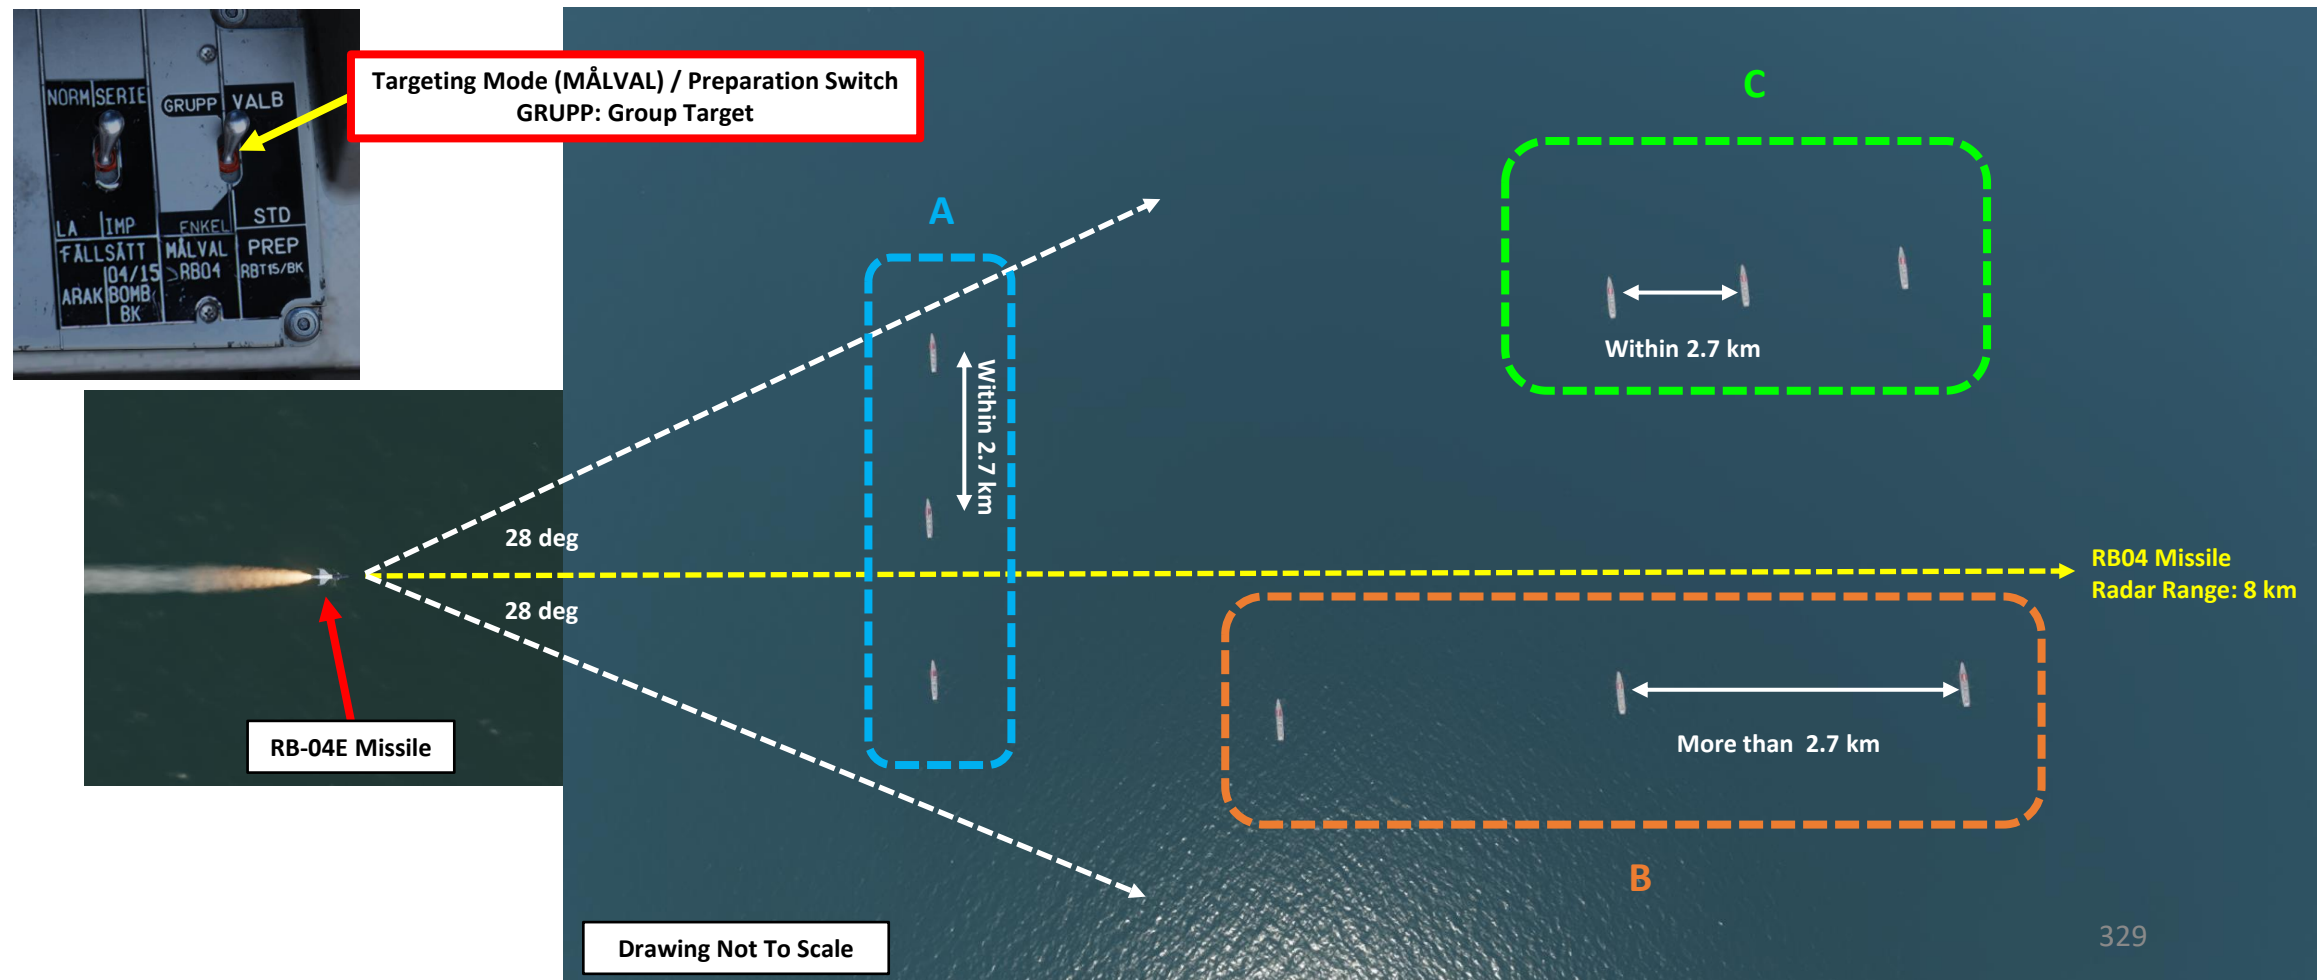 NORM SERIE
GRUPP VALB
LA IMP ENKEL STD
FÄLLSÄTT MÅLVAL PREP
04/15 RB04 RBT15/BK
ARAK BOMB
BK
Targeting Mode (MÅLVAL) / Preparation Switch
GRUPP: Group Target
A
C
Within 2.7 km
Within 2.7 km
28 deg
28 deg
RB04 Missile
Radar Range: 8 km
RB-04E Missile
More than 2.7 km
B
Drawing Not To Scale
329